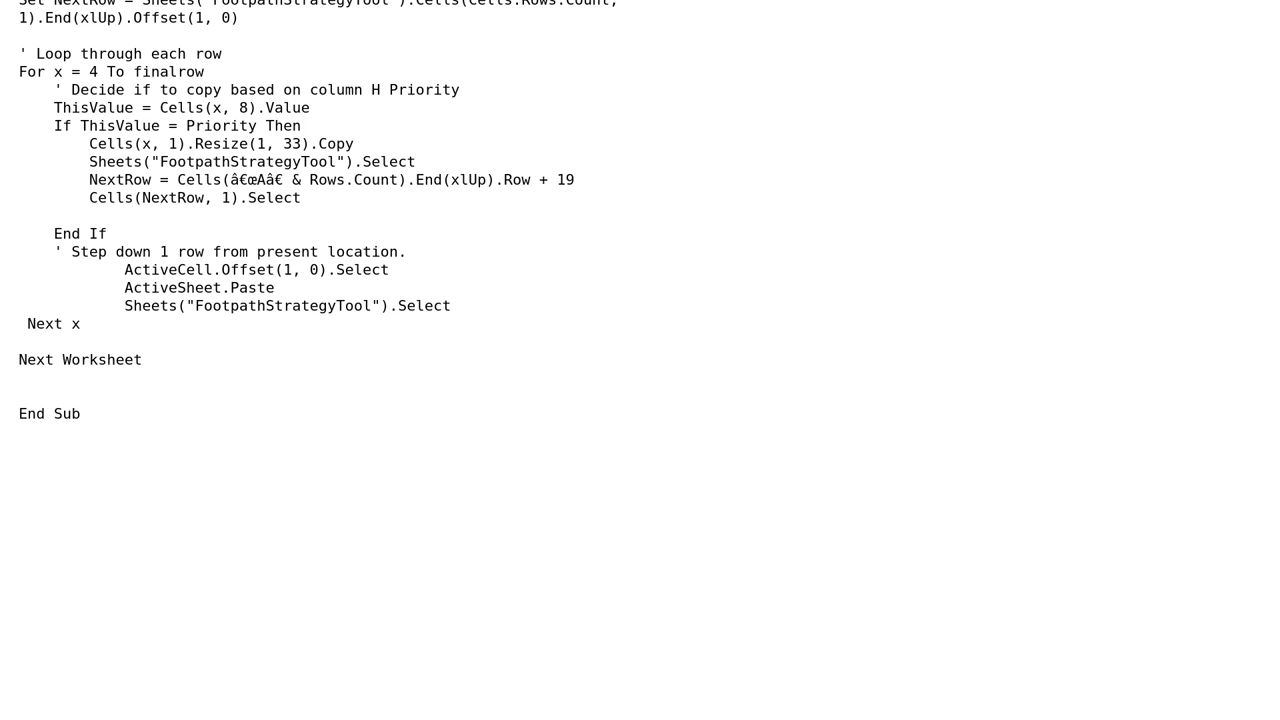 Set NextRow = Sheets("FootpathStrategyTool").Cells(Cells.Rows.Count,
1).End(xlUp).Offset(1, 0)

' Loop through each row
For x = 4 To finalrow
    ' Decide if to copy based on column H Priority
    ThisValue = Cells(x, 8).Value
    If ThisValue = Priority Then
        Cells(x, 1).Resize(1, 33).Copy
        Sheets("FootpathStrategyTool").Select
        NextRow = Cells(â€œAâ€ & Rows.Count).End(xlUp).Row + 19
        Cells(NextRow, 1).Select

    End If
    ' Step down 1 row from present location.
            ActiveCell.Offset(1, 0).Select
            ActiveSheet.Paste
            Sheets("FootpathStrategyTool").Select
 Next x

Next Worksheet

End Sub